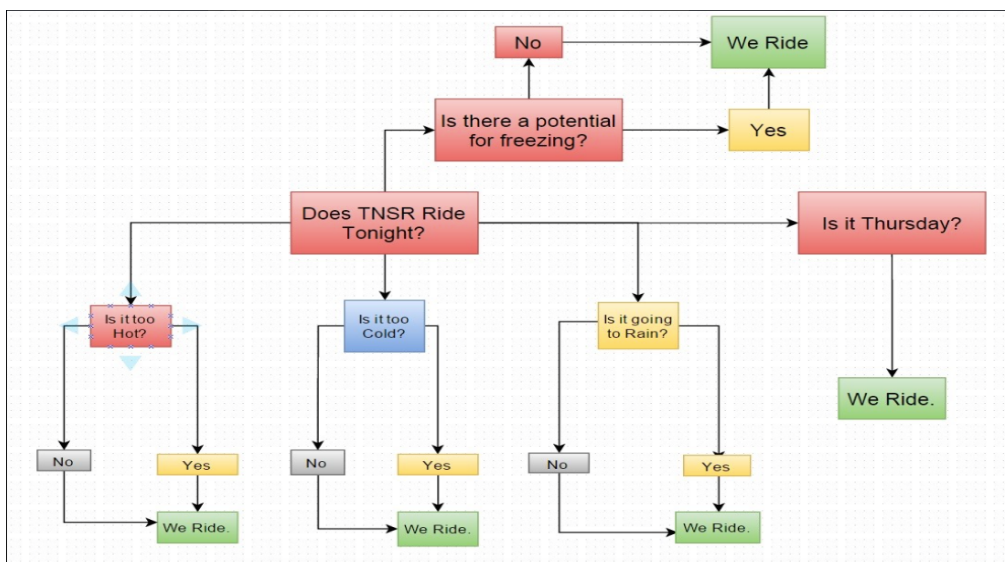 No
We Ride
Is there a potential
for freezing?
Yes
Does TNSR Ride
Tonight?
Is it Thursday?
Is it too
Hot?
Is it too
Cold?
Is it going
to Rain?
We Ride.
No
Yes
No
Yes
No
Yes
We Ride.
We Ride.
We Ride.